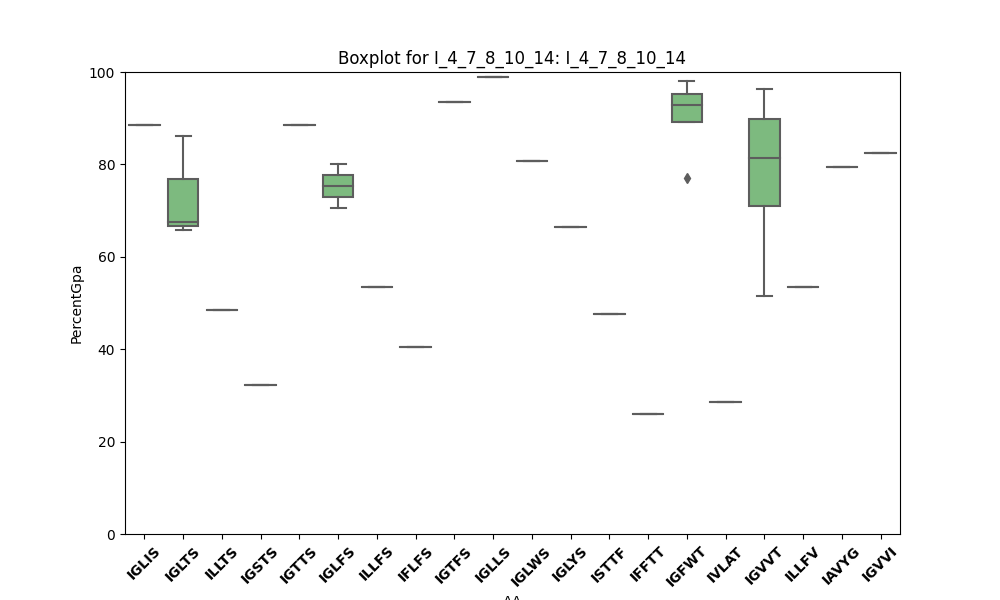 Boxplot for I_4_7_8_10_14: I_4_7_8_10_14
100
80
60
40
20
0
PercentGpa
IGLIS IGLTS ILLTS IGSTS IGTTS IGLFS ILLFS IFLFS IGTFS IGLLS IGLWS IGLYS ISTTF IFFTT IGFWT IVLAT IGVVT ILLFV IAVYG IGVVI